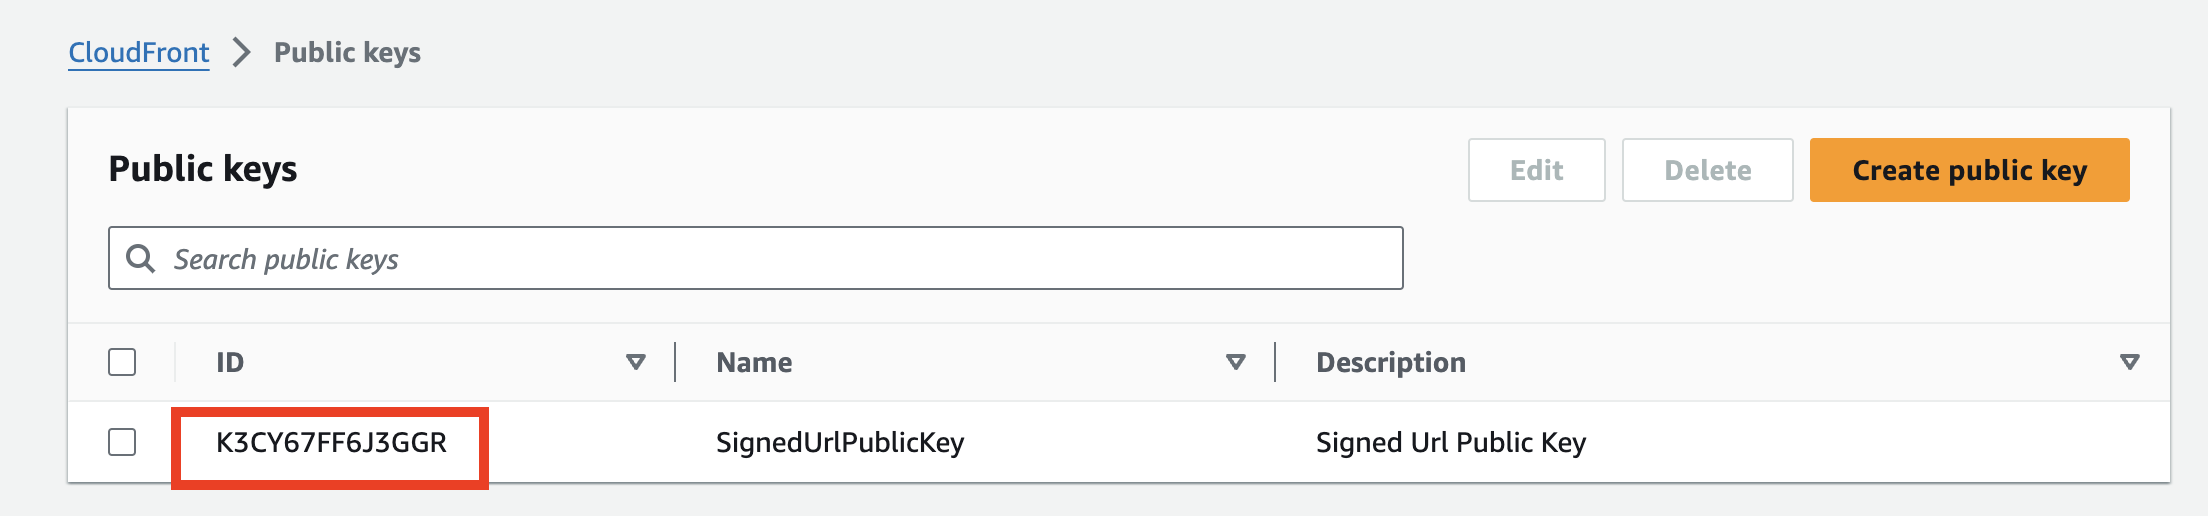 CloudFront > Public keys
Public keys
Edit
Delete
Create public key
Search public keys
ID Name Description
K3CY67FF6J3GGR SignedUrlPublicKey Signed Url Public Key